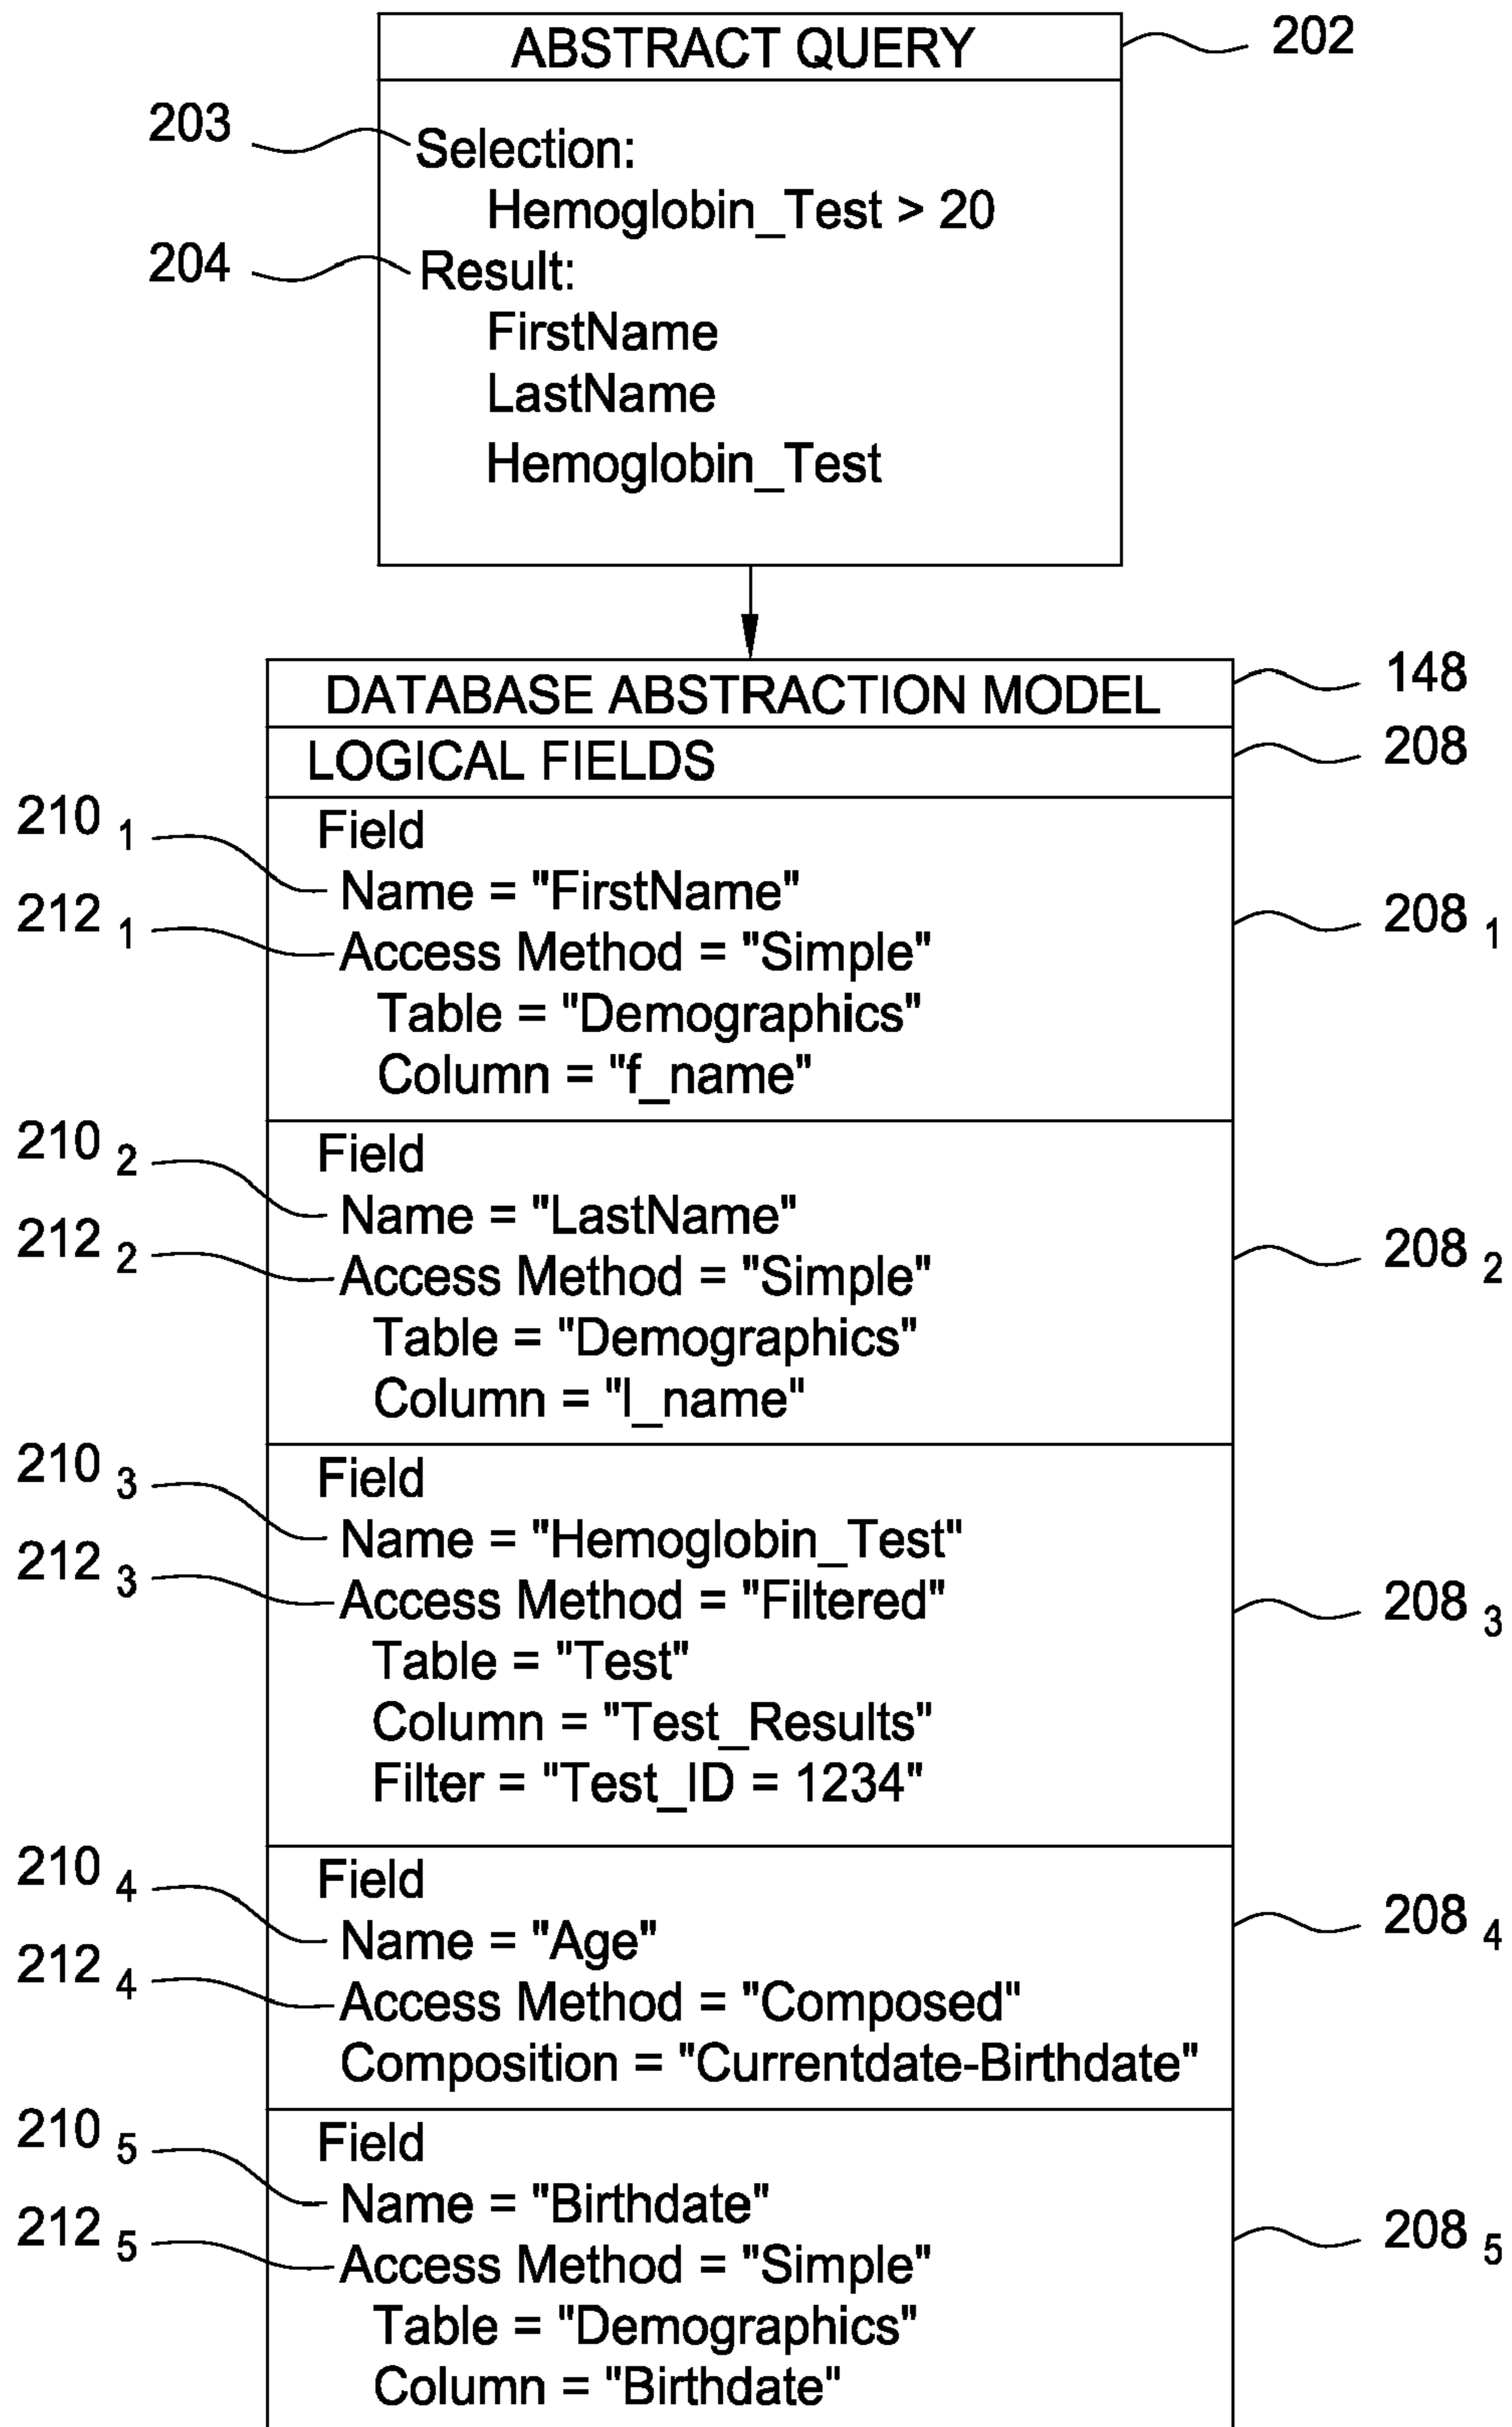 ABSTRACT QUERY
202
203
Selection:
Hemoglobin_Test > 20
204
Result:
FirstName
LastName
Hemoglobin_Test
DATABASE ABSTRACTION MODEL
148
LOGICAL FIELDS
208
210 1
Field
Name = "FirstName"
212 1
Access Method = "Simple"
208 1
Table = "Demographics"
Column = "f_name"
210 2
Field
Name = "LastName"
212 2
Access Method = "Simple"
208 2
Table = "Demographics"
Column = "l_name"
210 3
Field
Name = "Hemoglobin_Test"
212 3
Access Method = "Filtered"
208 3
Table = "Test"
Column = "Test_Results"
Filter = "Test_ID = 1234"
210 4
Field
Name = "Age"
208 4
212 4
Access Method = "Composed"
Composition = "Currentdate-Birthdate"
210 5
Field
Name = "Birthdate"
212 5
Access Method = "Simple"
208 5
Table = "Demographics"
Column = "Birthdate"